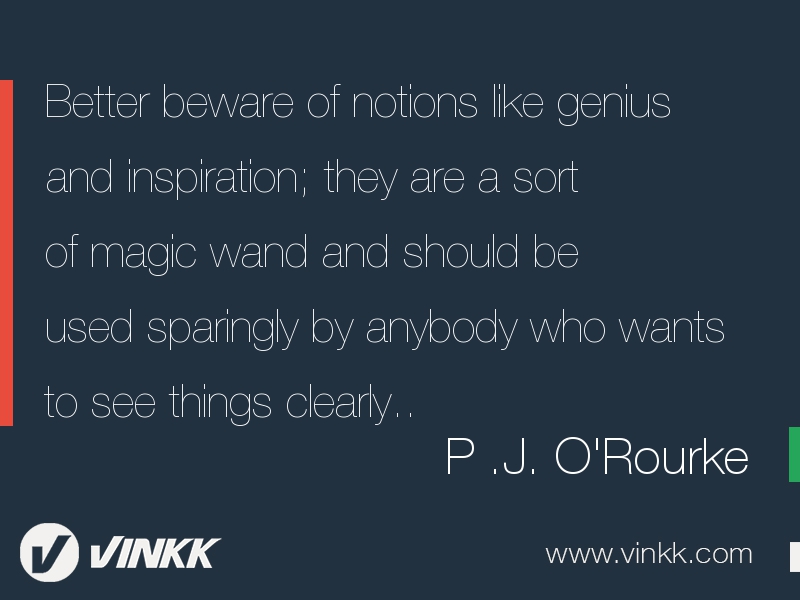 Better beware of notions like genius
and inspiration; they are a sort
of magic wand and should be
used sparingly by anybody who wants
to see things clearly..
P .J. O'Rourke
VINKK
www.vinkk.com